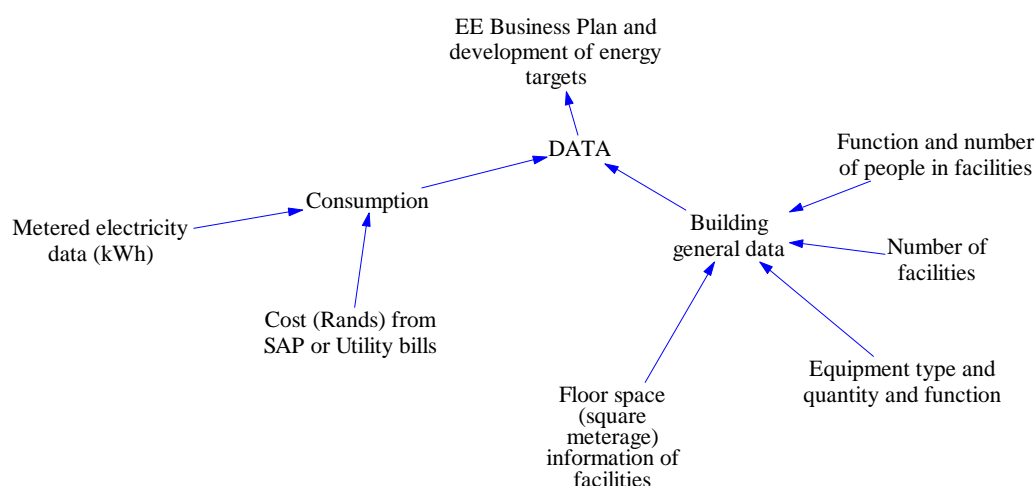 EE Business Plan and
development of energy
targets
DATA
Function and number
of people in facilities
Consumption
Metered electricity
data (kWh)
Building
general data
Number of
facilities
Cost (Rands) from
SAP or Utility bills
Equipment type and
quantity and function
Floor space
(square
meterage)
information of
facilities